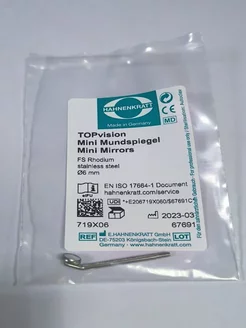 HAHNENKRATT
Made in Germany
CE
MD
TOPvision
Mini Mundspiegel
Mini Mirrors
FS Rhodium
stainless steel
Ø6 mm
EN ISO 17664-1 Document
hahnenkratt.com/service
UDI
2023-03
719X06
67691
REF
E.HAHNENKRATT GmbH
DE-75203 Königsbach-Stein
LOT